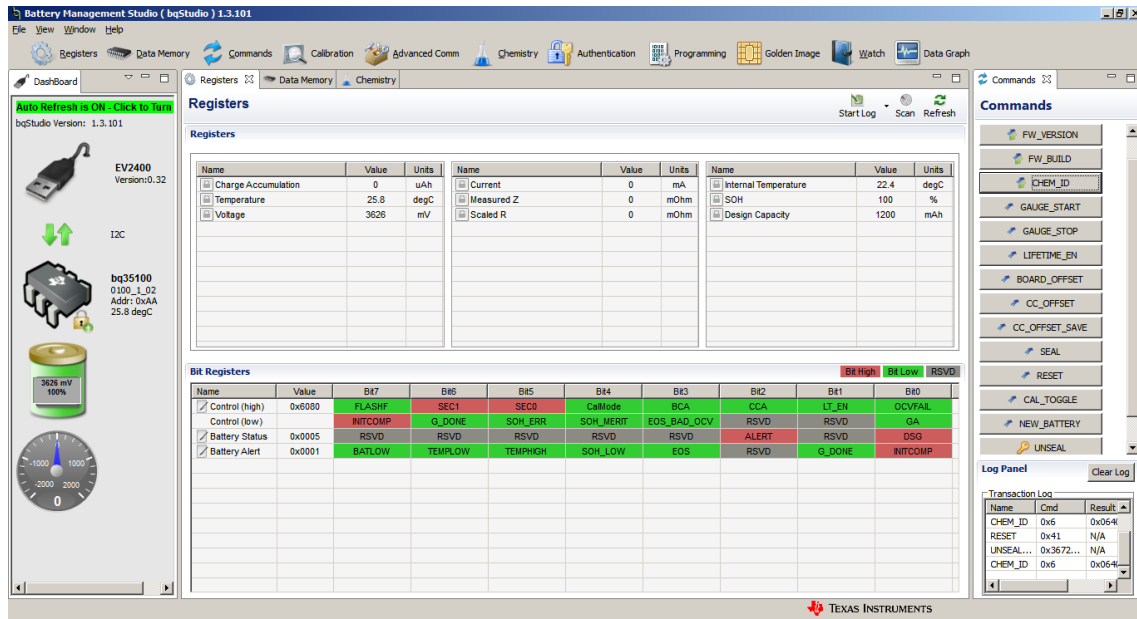 Battery Management Studio ( bqStudio ) 1.3.101
File View Window Help
Registers Data Memory Commands Calibration Advanced Comm Chemistry Authentication Programming Golden Image Watch Data Graph
DashBoard
Auto Refresh is ON - Click to Turn
bqStudio Version: 1.3.101
EV2400
Version:0.32
I2C
bq35100
0100_1_02
Addr: 0xAA
25.8 degC
3626 mV
100%
-1000 1000
-2000 2000
0
Registers Data Memory Chemistry
Registers
Start Log Scan Refresh
Registers
Name Value Units Name Value Units Name Value Units
Charge Accumulation 0 uAh Current 0 mA Internal Temperature 22.4 degC
Temperature 25.8 degC Measured Z 0 mOhm SOH 100 %
Voltage 3626 mV Scaled R 0 mOhm Design Capacity 1200 mAh
Bit Registers
Bit High Bit Low RSVD
Name Value Bit7 Bit6 Bit5 Bit4 Bit3 Bit2 Bit1 Bit0
Control (high) 0x6080 FLASHF SEC1 SEC0 CalMode BCA CCA LT_EN OCVFAIL
Control (low) INITCOMP G_DONE SOH_ERR SOH_MERIT EOS_BAD_OCV RSVD RSVD GA
Battery Status 0x0005 RSVD RSVD RSVD RSVD RSVD ALERT RSVD DSG
Battery Alert 0x0001 BATLOW TEMPLOW TEMPHIGH SOH_LOW EOS RSVD G_DONE INITCOMP
Commands
Commands
FW_VERSION
FW_BUILD
CHEM_ID
GAUGE_START
GAUGE_STOP
LIFETIME_EN
BOARD_OFFSET
CC_OFFSET
CC_OFFSET_SAVE
SEAL
RESET
CAL_TOGGLE
NEW_BATTERY
UNSEAL
Log Panel
Clear Log
Transaction Log
Name Cmd Result
CHEM_ID 0x6 0x064
RESET 0x41 N/A
UNSEAL... 0x3672... N/A
CHEM_ID 0x6 0x064
TEXAS INSTRUMENTS